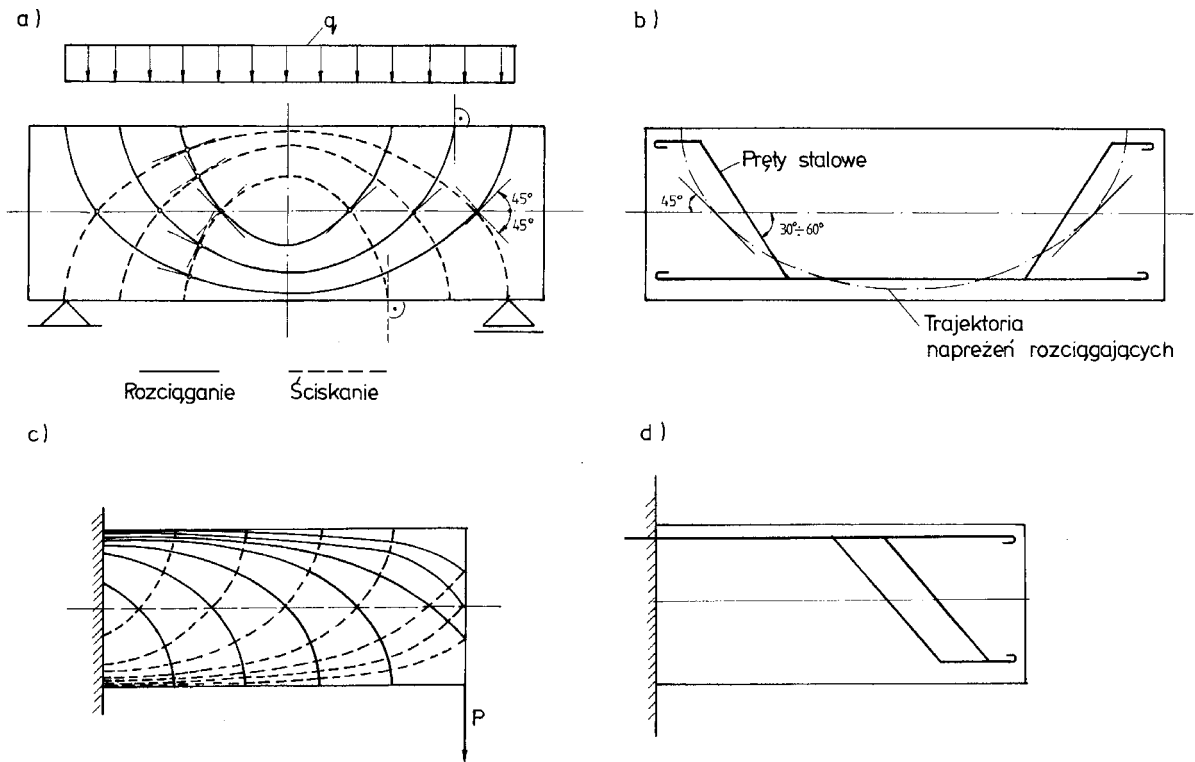 a)
q
45°
45°
Rozciąganie
Ściskanie
b)
Pręty stalowe
45°
30°÷60°
Trajektoria
naprężeń rozciągających
c)
P
d)